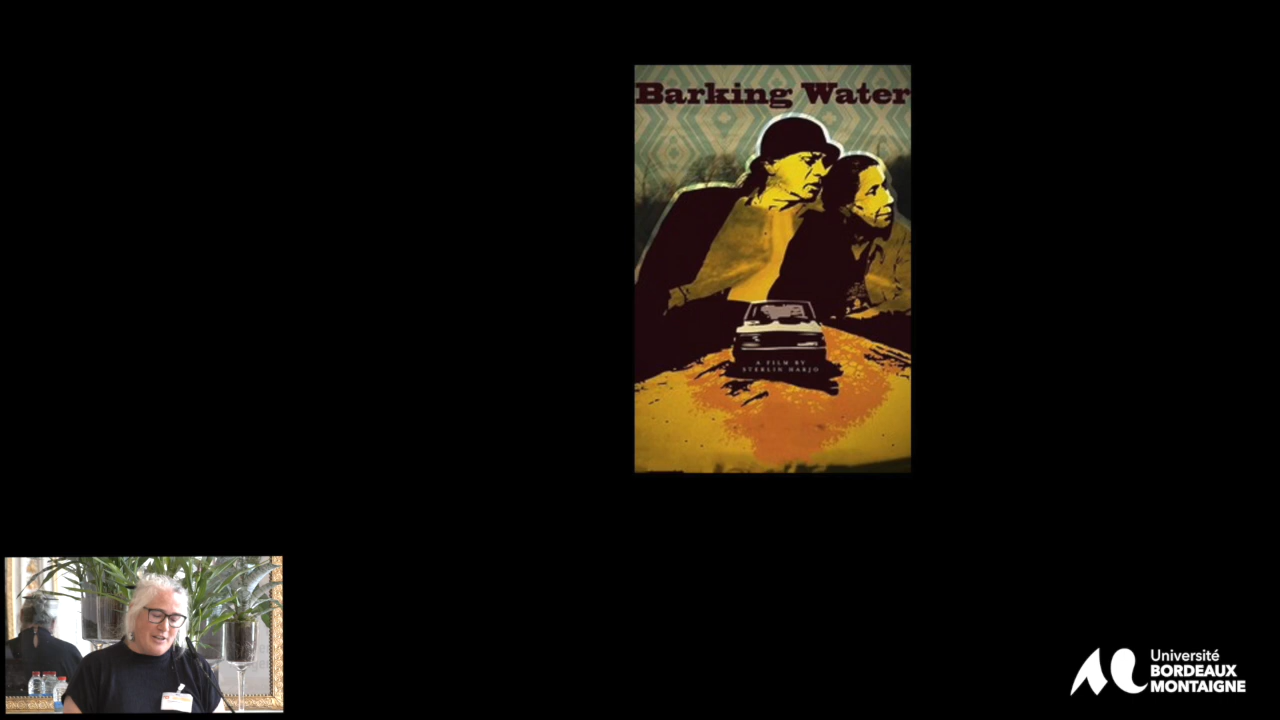 Barking Water
A FILM BY
STERLIN HARJO
Université
BORDEAUX
MONTAIGNE